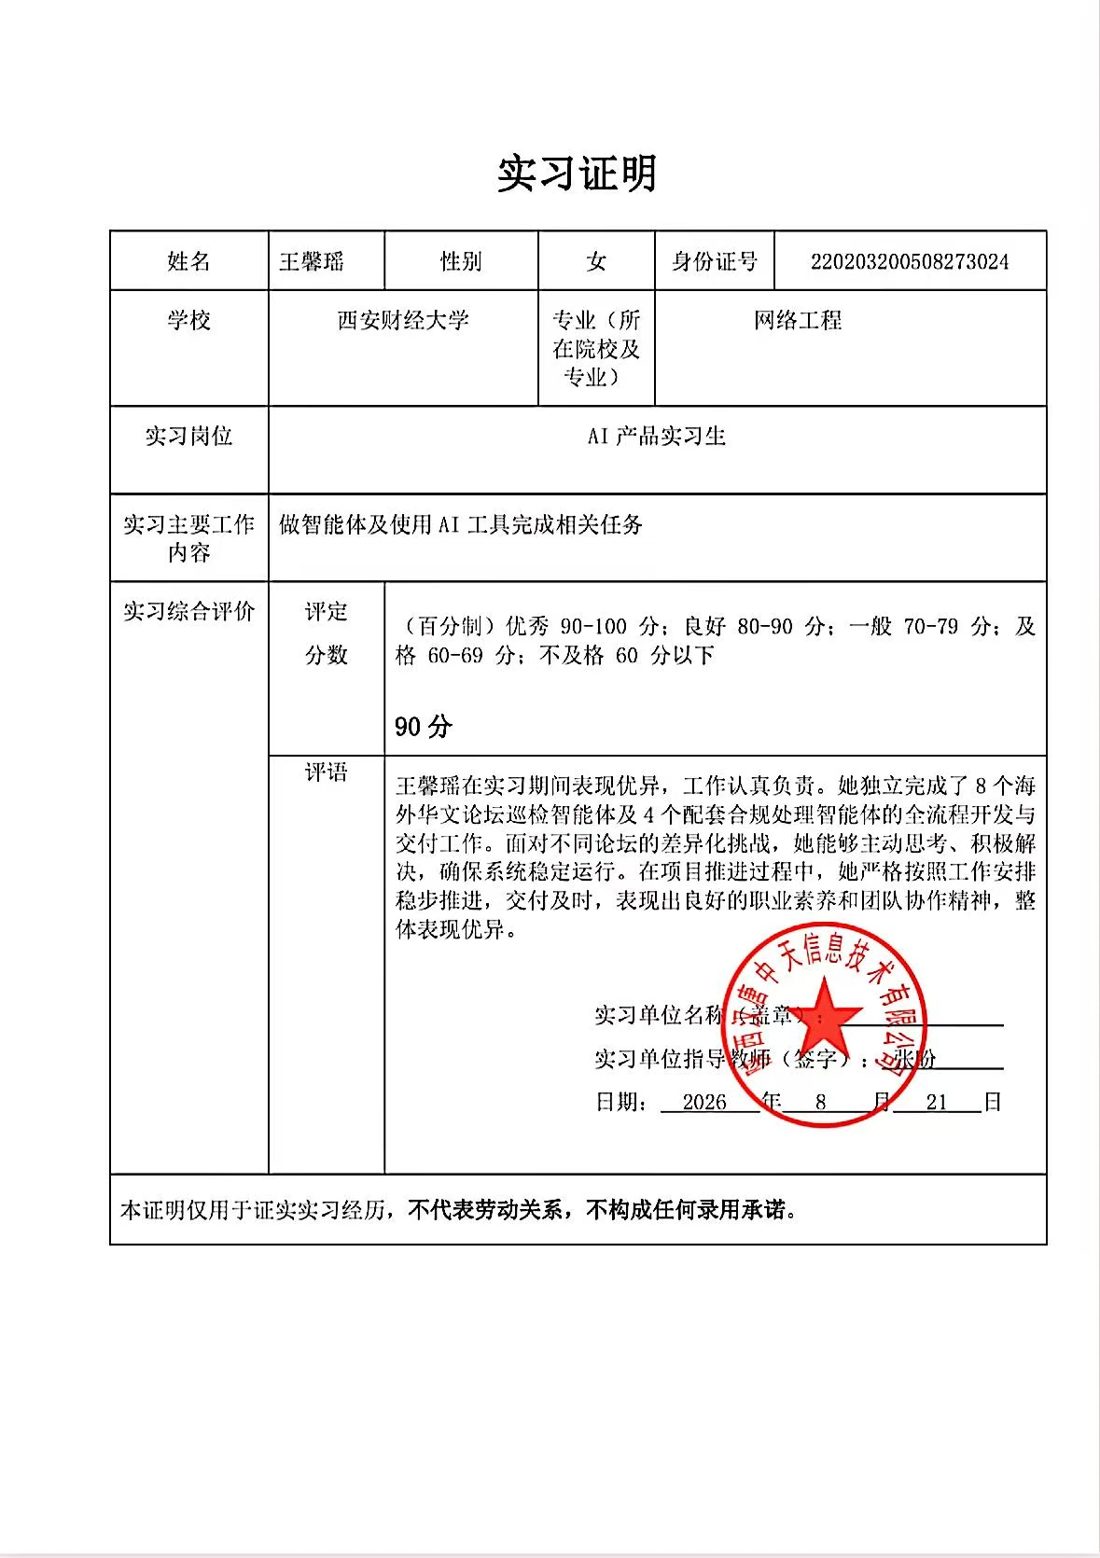 实习证明
姓名 王馨瑶 性别 女 身份证号 220203200508273024
学校 西安财经大学 专业（所在院校及专业） 网络工程
实习岗位 AI 产品实习生
实习主要工作内容 做智能体及使用 AI 工具完成相关任务
实习综合评价 评定分数
（百分制）优秀 90-100 分；良好 80-90 分；一般 70-79 分；及
格 60-69 分；不及格 60 分以下
90 分
评语
王馨瑶在实习期间表现优异，工作认真负责。她独立完成了 8 个海
外华文论坛巡检智能体及 4 个配套合规处理智能体的全流程开发与
交付工作。面对不同论坛的差异化挑战，她能够主动思考、积极解
决，确保系统稳定运行。在项目推进过程中，她严格按照工作安排
稳步推进，交付及时，表现出良好的职业素养和团队协作精神，整
体表现优异。
陕西汉唐中天信息技术有限公司
实习单位名称（盖章）：
实习单位指导教师（签字）：张盼
日期： 2026 年 8 月 21 日
本证明仅用于证实实习经历，不代表劳动关系，不构成任何录用承诺。